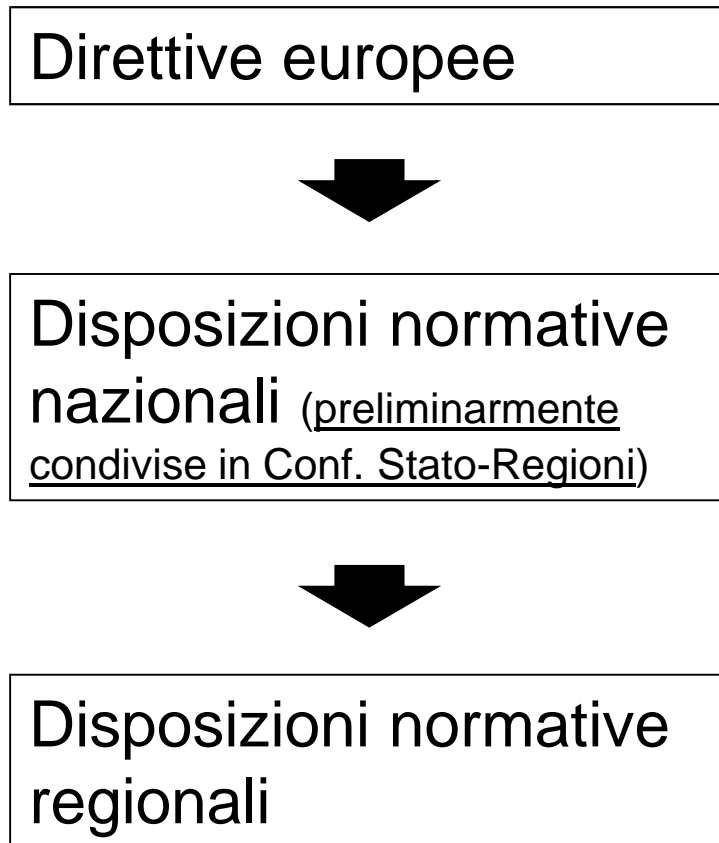 Direttive europee
Disposizioni normative
nazionali (preliminarmente
condivise in Conf. Stato-Regioni)
Disposizioni normative
regionali